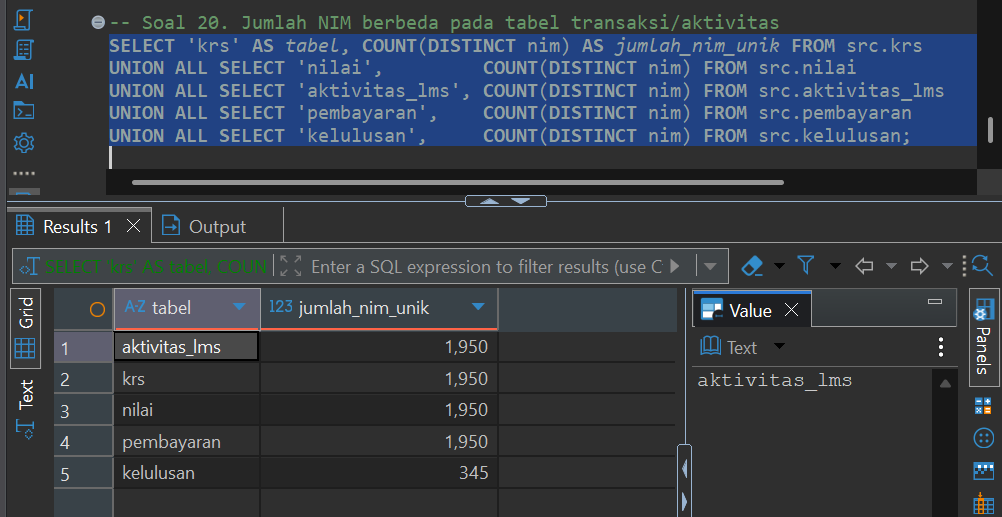 -- Soal 20. Jumlah NIM berbeda pada tabel transaksi/aktivitas
SELECT 'krs' AS tabel, COUNT(DISTINCT nim) AS jumlah_nim_unik FROM src.krs
UNION ALL SELECT 'nilai', COUNT(DISTINCT nim) FROM src.nilai
UNION ALL SELECT 'aktivitas_lms', COUNT(DISTINCT nim) FROM src.aktivitas_lms
UNION ALL SELECT 'pembayaran', COUNT(DISTINCT nim) FROM src.pembayaran
UNION ALL SELECT 'kelulusan', COUNT(DISTINCT nim) FROM src.kelulusan;
AI
Results 1 Output
SELECT 'krs' AS tabel, COUN Enter a SQL expression to filter results (use C
Grid
Text
A-Z tabel 123 jumlah_nim_unik
1 aktivitas_lms 1,950
2 krs 1,950
3 nilai 1,950
4 pembayaran 1,950
5 kelulusan 345
Value
Text
aktivitas_lms
Panels